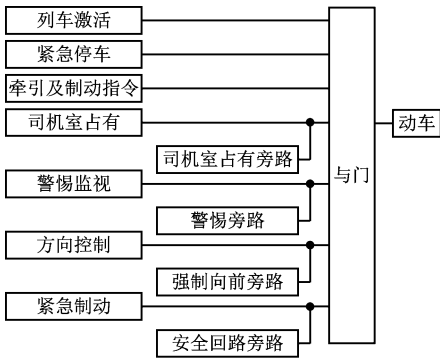 列车激活
紧急停车
牵引及制动指令
司机室占有
动车
司机室占有旁路
与门
警惕监视
警惕旁路
方向控制
强制向前旁路
紧急制动
安全回路旁路